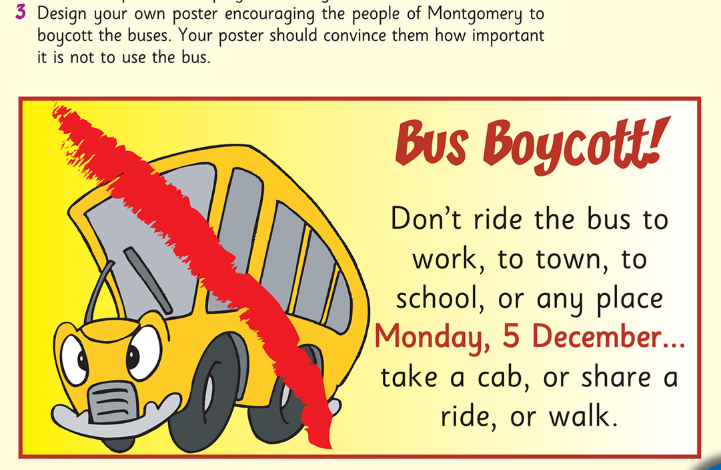 3 Design your own poster encouraging the people of Montgomery to
boycott the buses. Your poster should convince them how important
it is not to use the bus.
Bus Boycott!
Don't ride the bus to
work, to town, to
school, or any place
Monday, 5 December...
take a cab, or share a
ride, or walk.